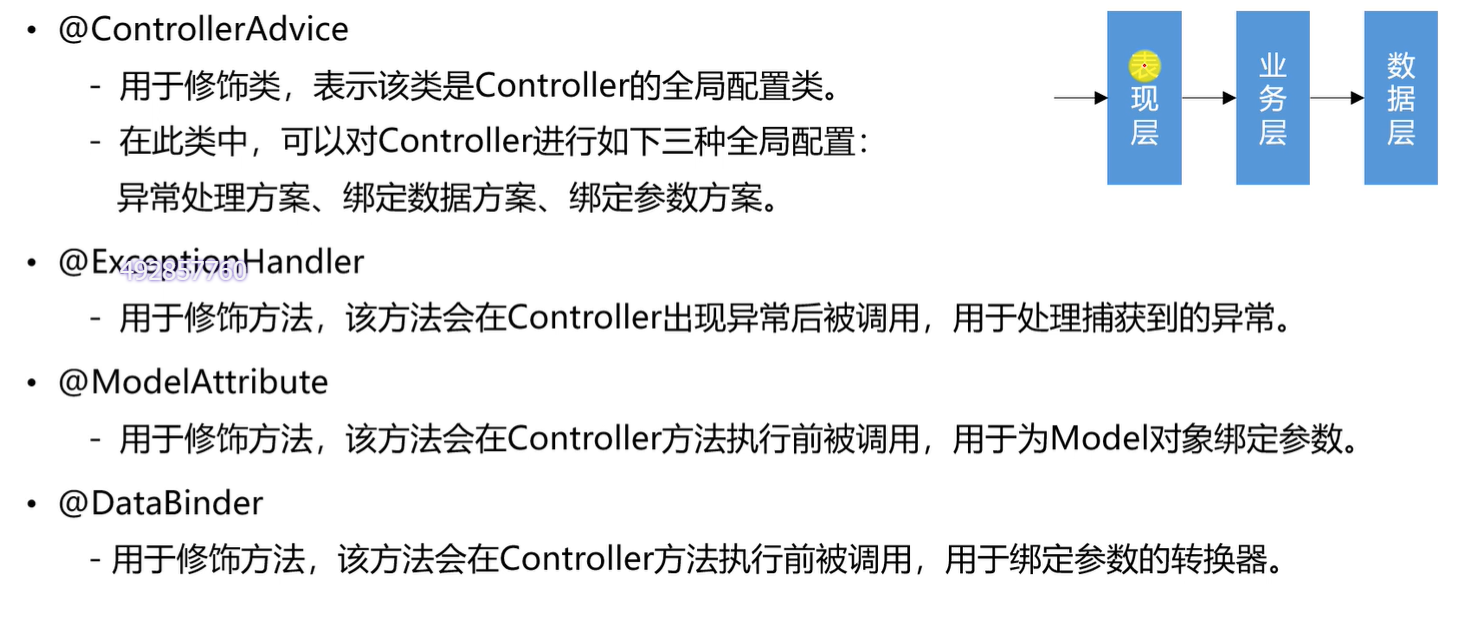 • @ControllerAdvice
- 用于修饰类，表示该类是Controller的全局配置类。
- 在此类中，可以对Controller进行如下三种全局配置：
异常处理方案、绑定数据方案、绑定参数方案。
• @ExceptionHandler
492857760
- 用于修饰方法，该方法会在Controller出现异常后被调用，用于处理捕获到的异常。
• @ModelAttribute
- 用于修饰方法，该方法会在Controller方法执行前被调用，用于为Model对象绑定参数。
• @DataBinder
- 用于修饰方法，该方法会在Controller方法执行前被调用，用于绑定参数的转换器。
表现层
业务层
数据层